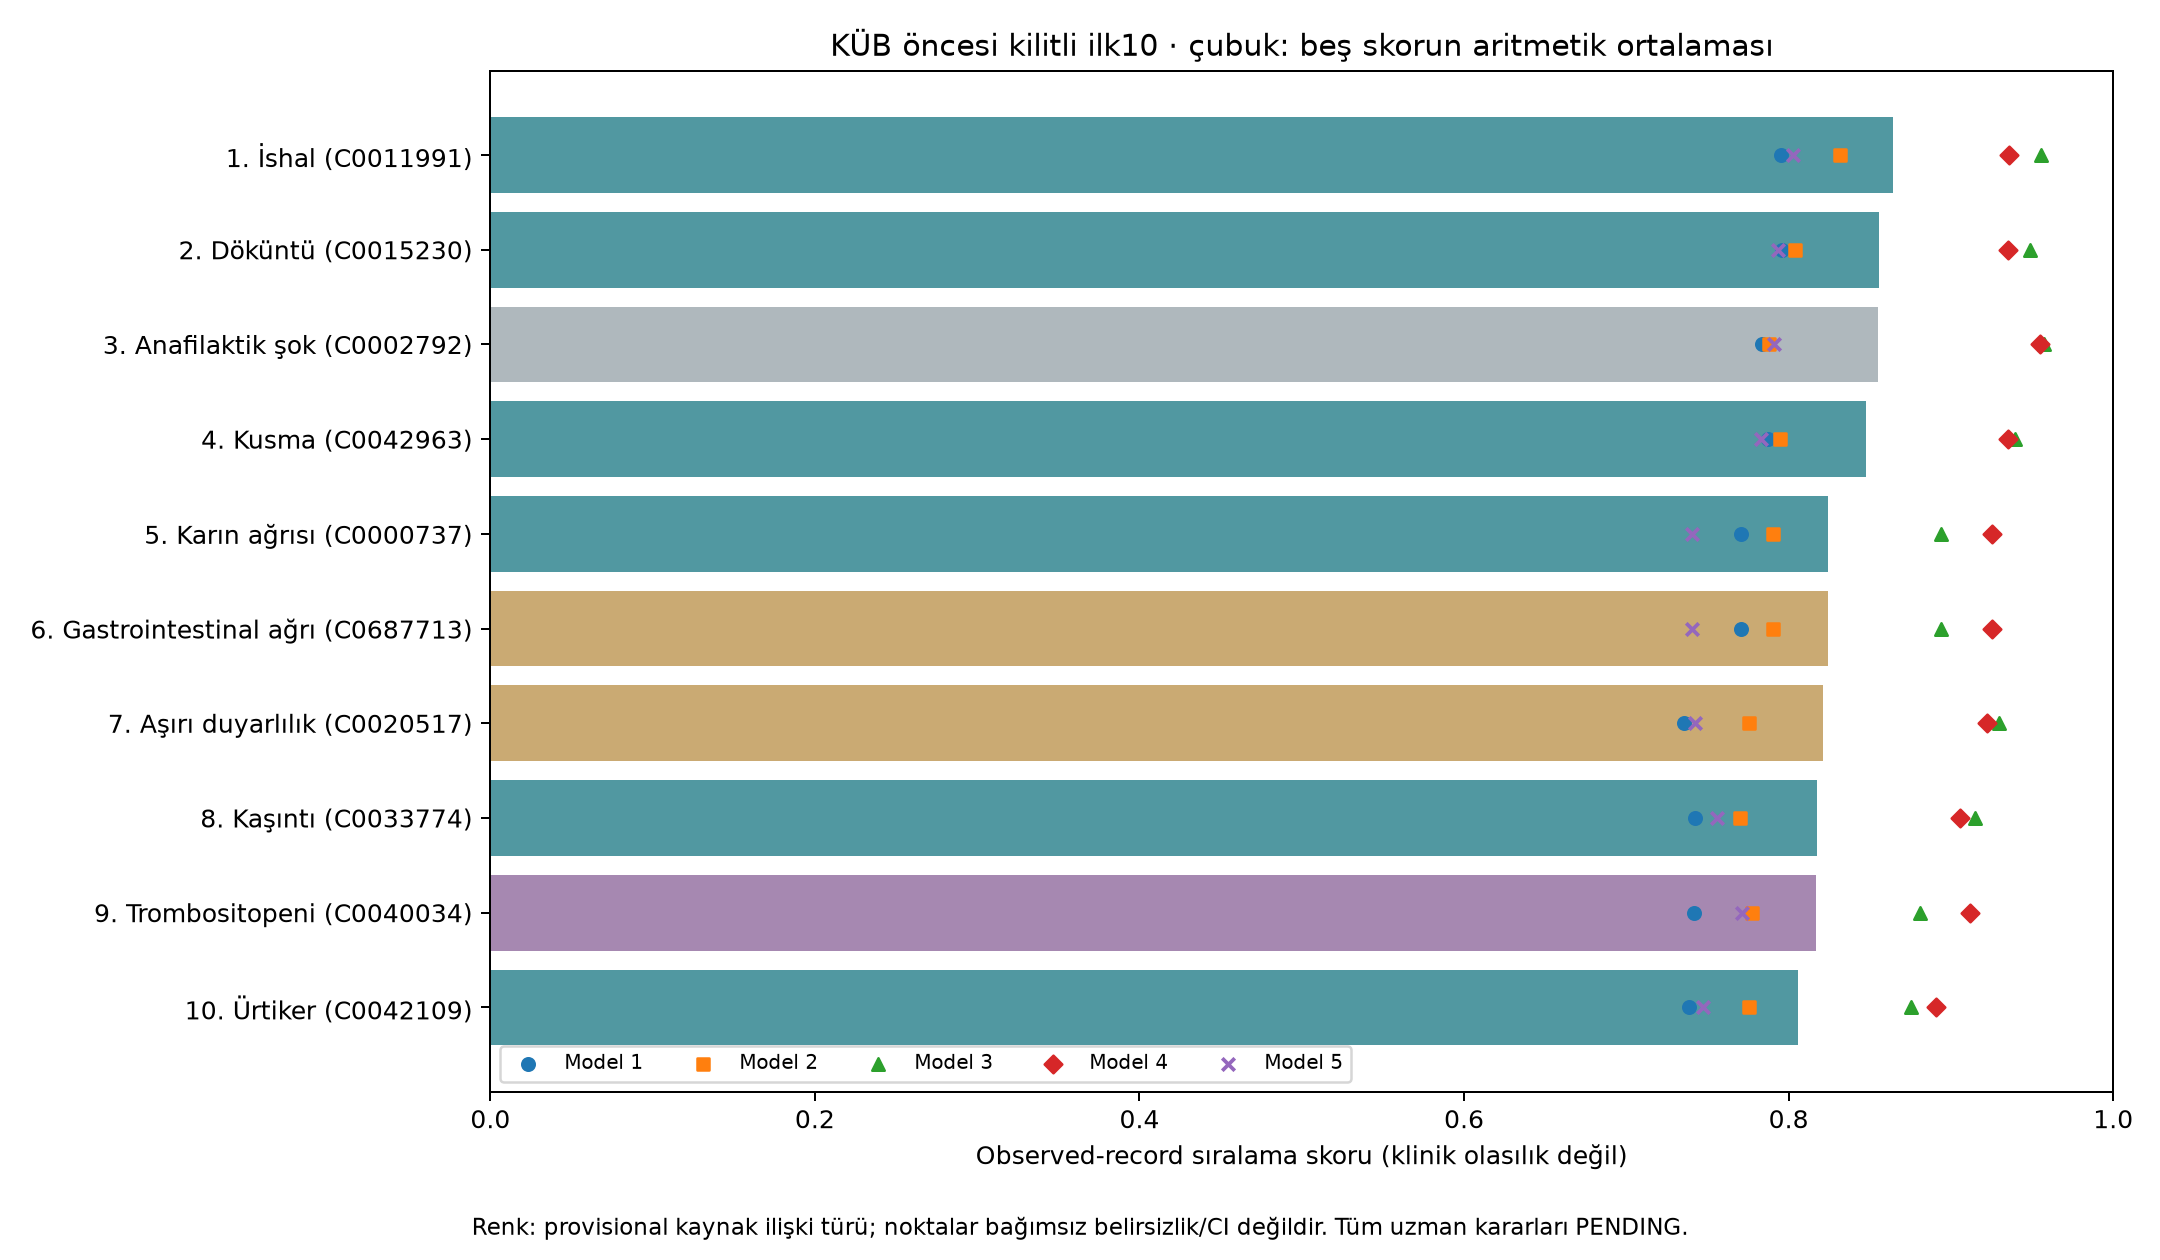 KÜB öncesi kilitli ilk10 · çubuk: beş skorun aritmetik ortalaması
1. İshal (C0011991)
2. Döküntü (C0015230)
3. Anafilaktik şok (C0002792)
4. Kusma (C0042963)
5. Karın ağrısı (C0000737)
6. Gastrointestinal ağrı (C0687713)
7. Aşırı duyarlılık (C0020517)
8. Kaşıntı (C0033774)
9. Trombositopeni (C0040034)
10. Ürtiker (C0042109)
Model 1 Model 2 Model 3 Model 4 Model 5
0.0 0.2 0.4 0.6 0.8 1.0
Observed-record sıralama skoru (klinik olasılık değil)
Renk: provisional kaynak ilişki türü; noktalar bağımsız belirsizlik/CI değildir. Tüm uzman kararları PENDING.